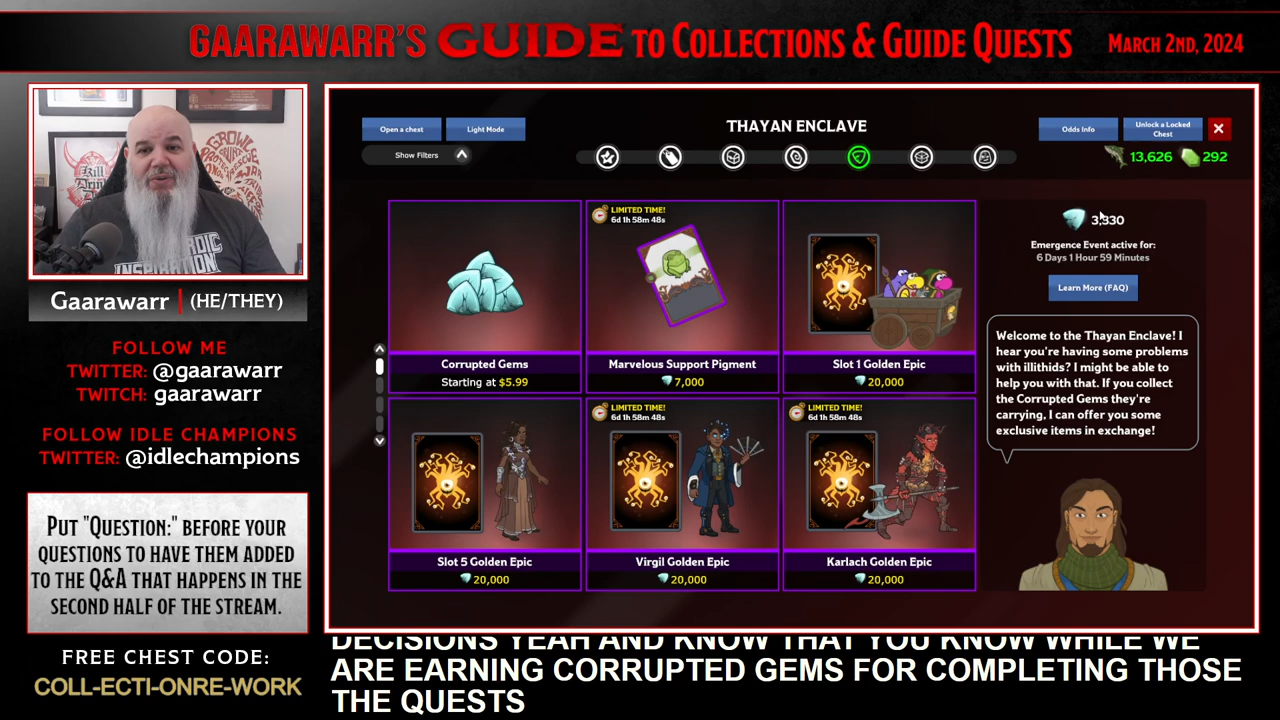 GAARAWARR'S GUIDE TO COLLECTIONS & GUIDE QUESTS
MARCH 2ND, 2024
Gaarawarr | (HE/THEY)
FOLLOW ME
TWITTER: @gaarawarr
TWITCH: gaarawarr
FOLLOW IDLE CHAMPIONS
TWITTER: @idlechampions
PUT "QUESTION:" BEFORE YOUR
QUESTIONS TO HAVE THEM ADDED
TO THE Q&A THAT HAPPENS IN THE
SECOND HALF OF THE STREAM.
FREE CHEST CODE:
COLL-ECTI-ONRE-WORK
Open a chest
Light Mode
THAYAN ENCLAVE
Odds Info
Unlock a Locked
Chest
X
Show Filters
13,626
292
Corrupted Gems
Starting at $5.99
LIMITED TIME!
6d 1h 58m 48s
Marvelous Support Pigment
7,000
Slot 1 Golden Epic
20,000
Slot 5 Golden Epic
20,000
LIMITED TIME!
6d 1h 58m 48s
Virgil Golden Epic
20,000
LIMITED TIME!
6d 1h 58m 48s
Karlach Golden Epic
20,000
3,330
Emergence Event active for:
6 Days 1 Hour 59 Minutes
Learn More (FAQ)
Welcome to the Thayan Enclave! I
hear you're having some problems
with illithids? I might be able to
help you with that. If you collect
the Corrupted Gems they're
carrying, I can offer you some
exclusive items in exchange!
DECISIONS YEAH AND KNOW THAT YOU KNOW WHILE WE
ARE EARNING CORRUPTED GEMS FOR COMPLETING THOSE
THE QUESTS